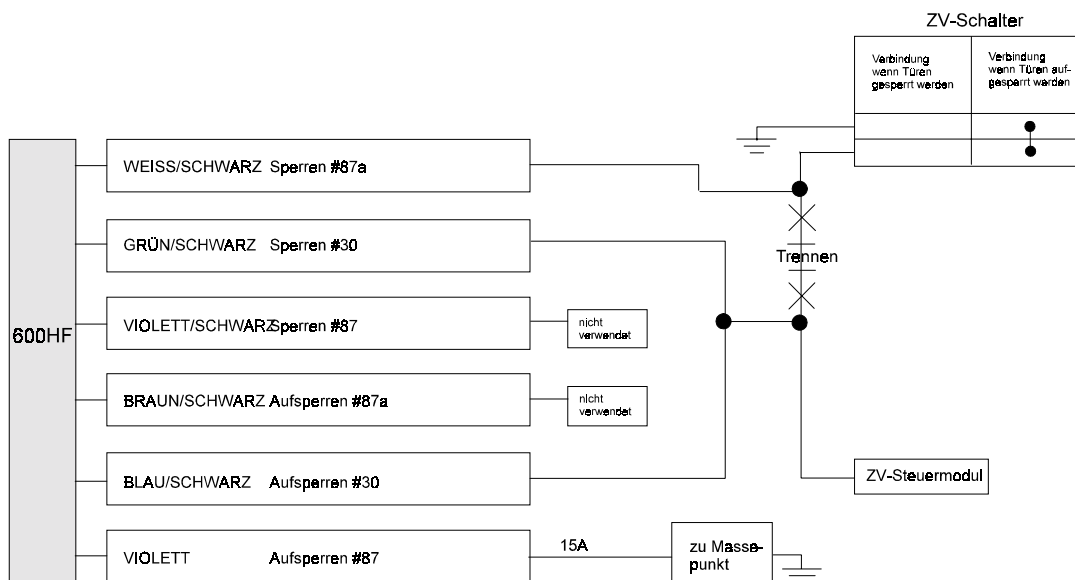 ZV-Schalter
Verbindung
wenn Türen
gesperrt werden
Verbindung
wenn Türen auf-
gesperrt werden
WEISS/SCHWARZ Sperren #87a
GRÜN/SCHWARZ Sperren #30
Trennen
VIOLETT/SCHWARZ Sperren #87
nicht
verwendet
600HF
BRAUN/SCHWARZ Aufsperren #87a
nicht
verwendet
BLAU/SCHWARZ Aufsperren #30
ZV-Steuermodul
VIOLETT Aufsperren #87
15A
zu Masse-
punkt